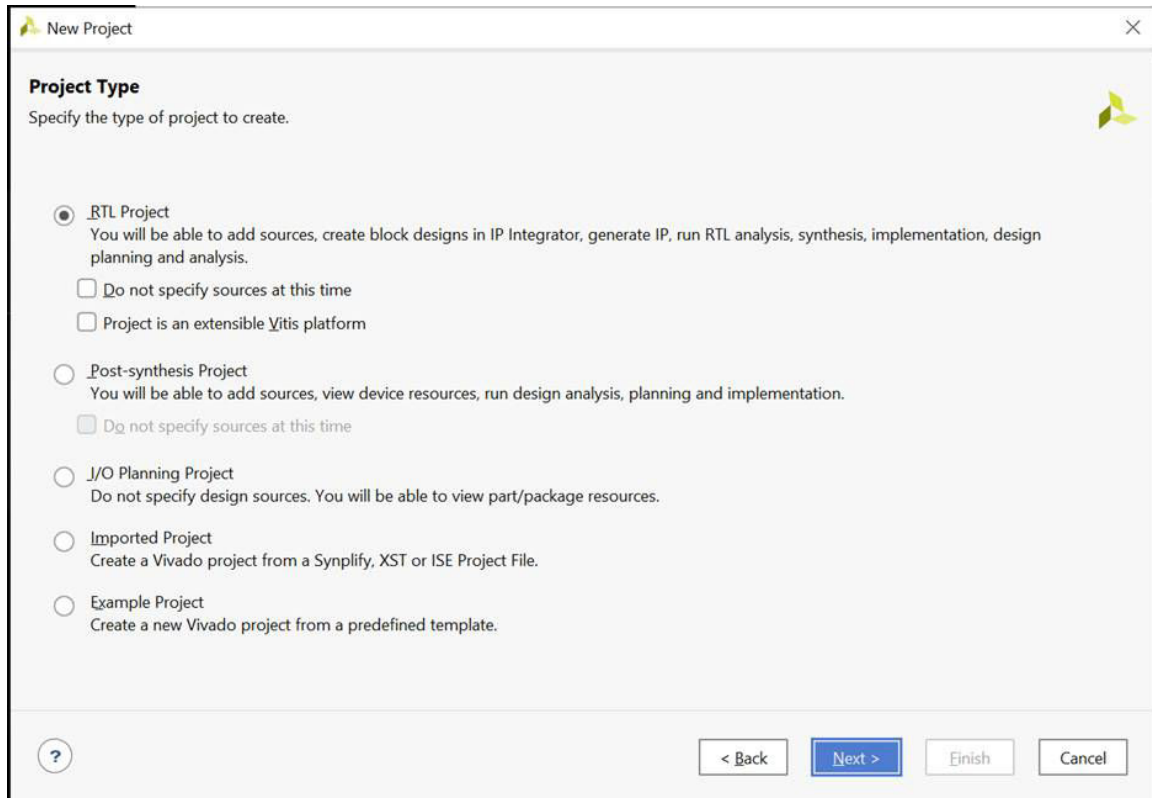 New Project
Project Type
Specify the type of project to create.
RTL Project
You will be able to add sources, create block designs in IP Integrator, generate IP, run RTL analysis, synthesis, implementation, design
planning and analysis.
Do not specify sources at this time
Project is an extensible Vitis platform
Post-synthesis Project
You will be able to add sources, view device resources, run design analysis, planning and implementation.
Do not specify sources at this time
I/O Planning Project
Do not specify design sources. You will be able to view part/package resources.
Imported Project
Create a Vivado project from a Synplify, XST or ISE Project File.
Example Project
Create a new Vivado project from a predefined template.
? < Back Next > Finish Cancel